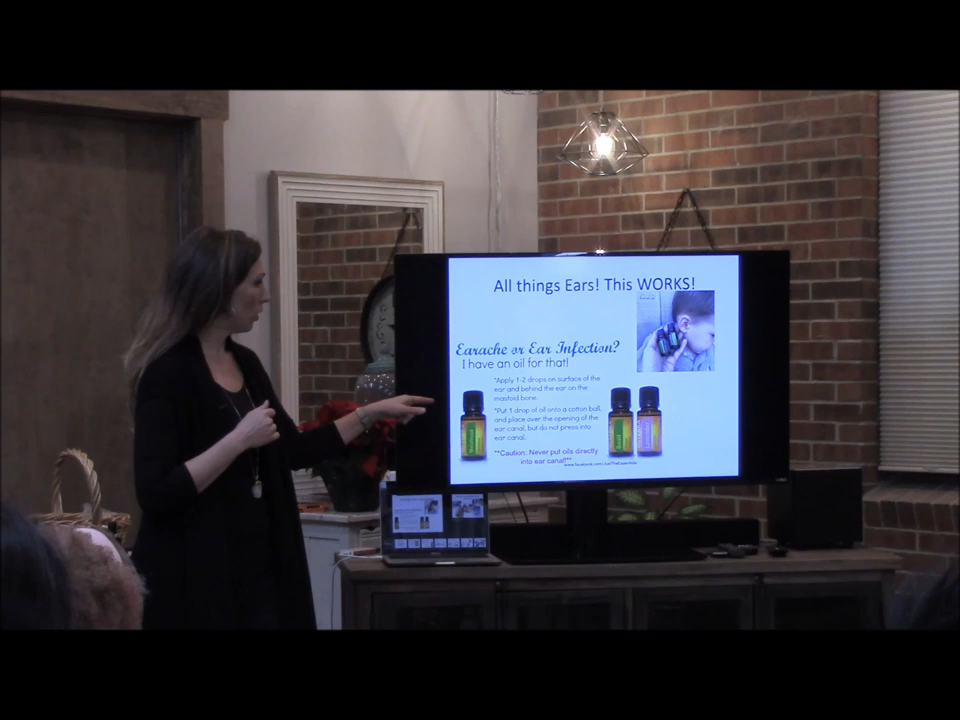 All things Ears! This WORKS!
Earache or Ear Infection?
I have an oil for that!
*Apply 1-2 drops on surface of the
ear and behind the ear on the
mastoid bone.
*Put 1 drop of oil onto a cotton ball,
and place over the opening of the
ear canal, but do not press into
ear canal.
**Caution: Never put oils directly
into ear canal!**
Basil
Lavender